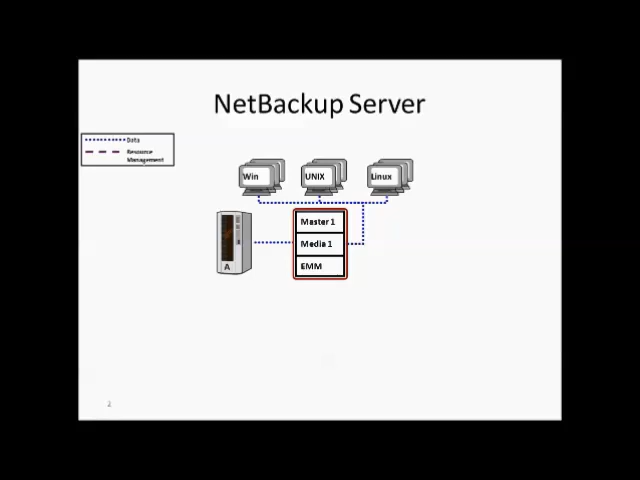 NetBackup Server
Data
Resource
Management
Win
UNIX
Linux
Master 1
Media 1
EMM
A
2